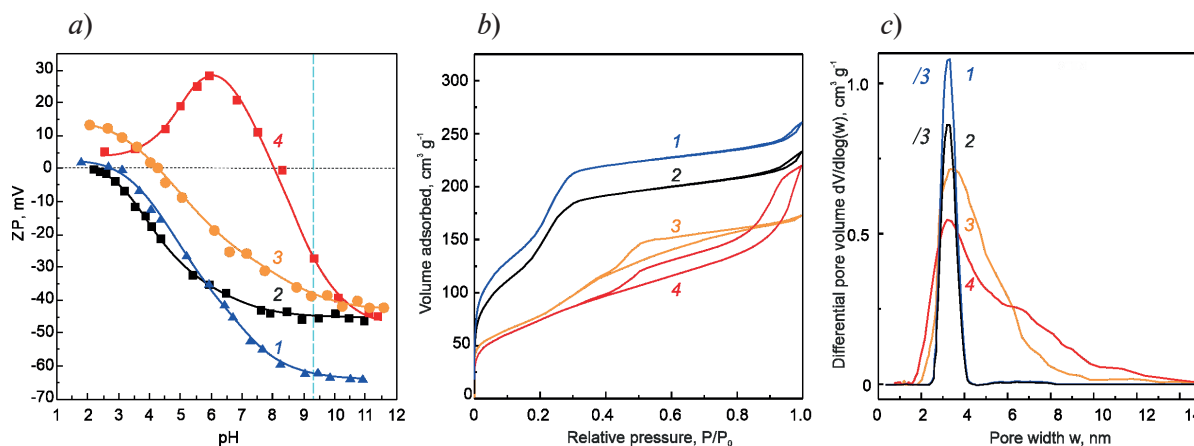 a)
ZP, mV
30
20
10
0
-10
-20
-30
-40
-50
-60
-70
1 2 3 4 5 6 7 8 9 10 11 12
pH
4
3
2
1
b)
Volume adsorbed, cm³ g⁻¹
300
250
200
150
100
50
0
0 0.2 0.4 0.6 0.8 1.0
Relative pressure, P/P₀
1
2
3
4
c)
Differential pore volume dV/dlog(w), cm³ g⁻¹
1.0
0.5
0
0 2 4 6 8 10 12 14
Pore width w, nm
/3 1
/3 2
3
4